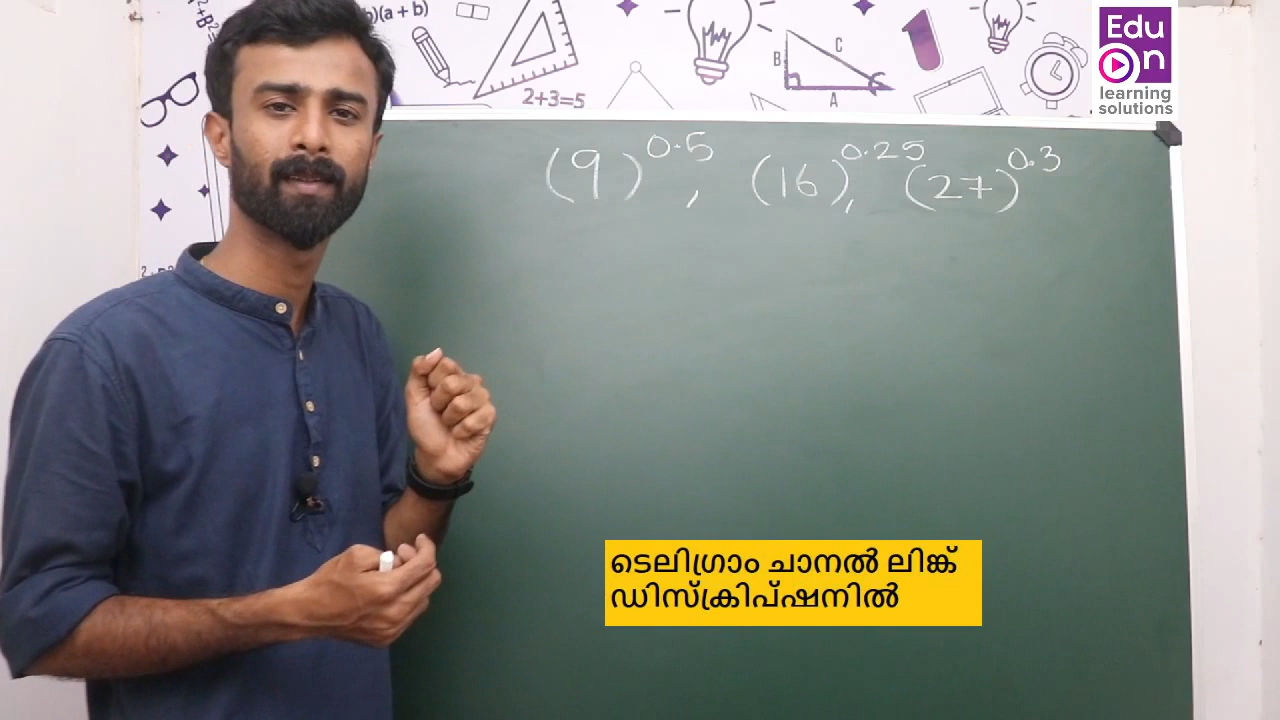 b)(a + b)
2+3=5
B
C
A
Edu
On
learning
solutions
(9)^0.5 , (16)^0.25 , (27)^0.3
ടെലിഗ്രാം ചാനൽ ലിങ്ക്
ഡിസ്ക്രിപ്ഷനിൽ